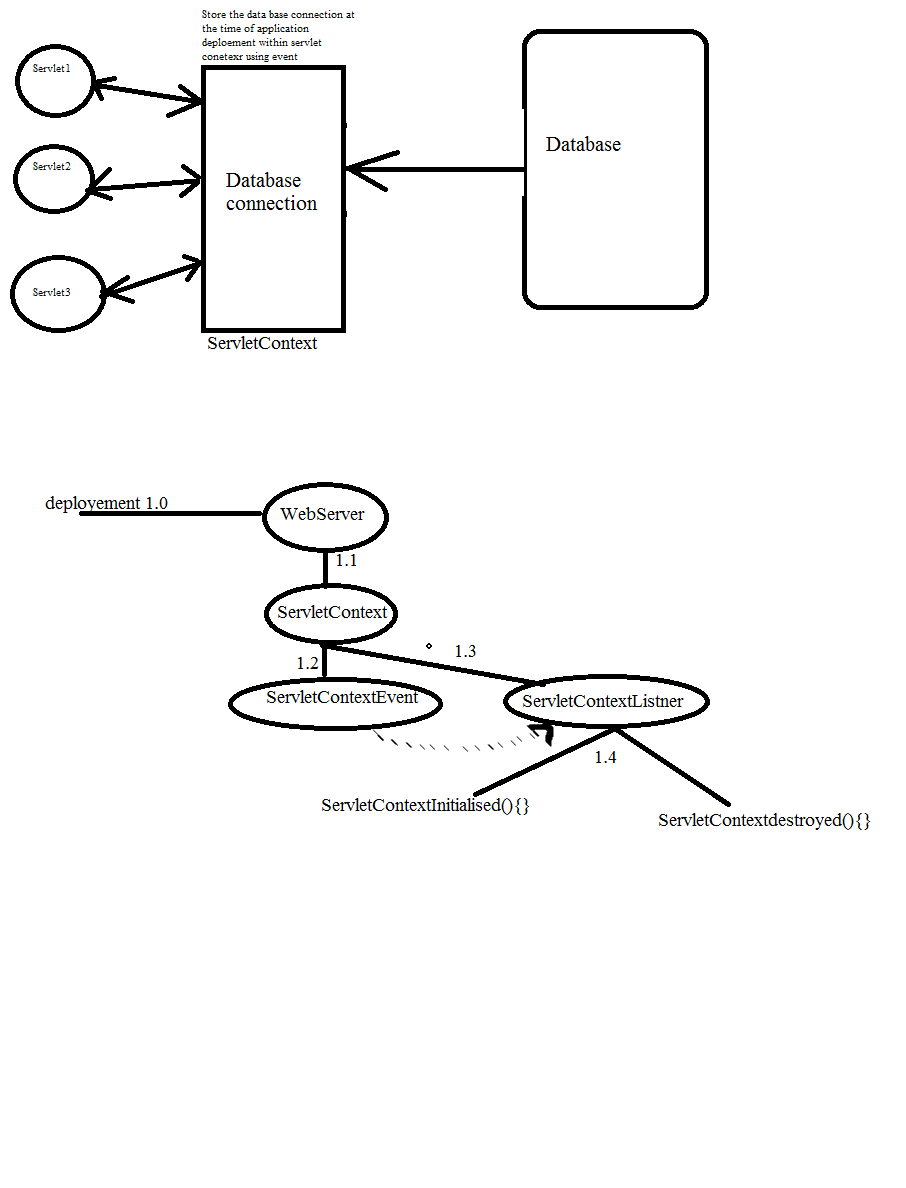 Store the data base connection at
the time of application
deploement within servlet
conetexr using event
Servlet1
Servlet2
Servlet3
Database
connection
Database
ServletContext
deployement 1.0
WebServer
1.1
ServletContext
1.2
1.3
ServletContextEvent
ServletContextListner
1.4
ServletContextInitialised(){}
ServletContextdestroyed(){}